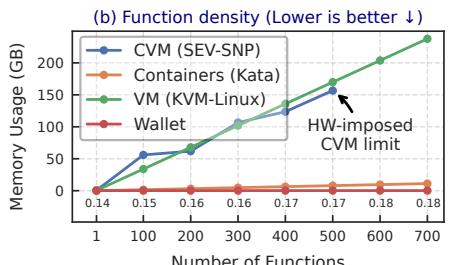 (b) Function density (Lower is better ↓)
Memory Usage (GB)
200
150
100
50
0
CVM (SEV-SNP)
Containers (Kata)
VM (KVM-Linux)
Wallet
HW-imposed
CVM limit
0.14 0.15 0.16 0.16 0.17 0.17 0.18 0.18
1 100 200 300 400 500 600 700
Number of Functions